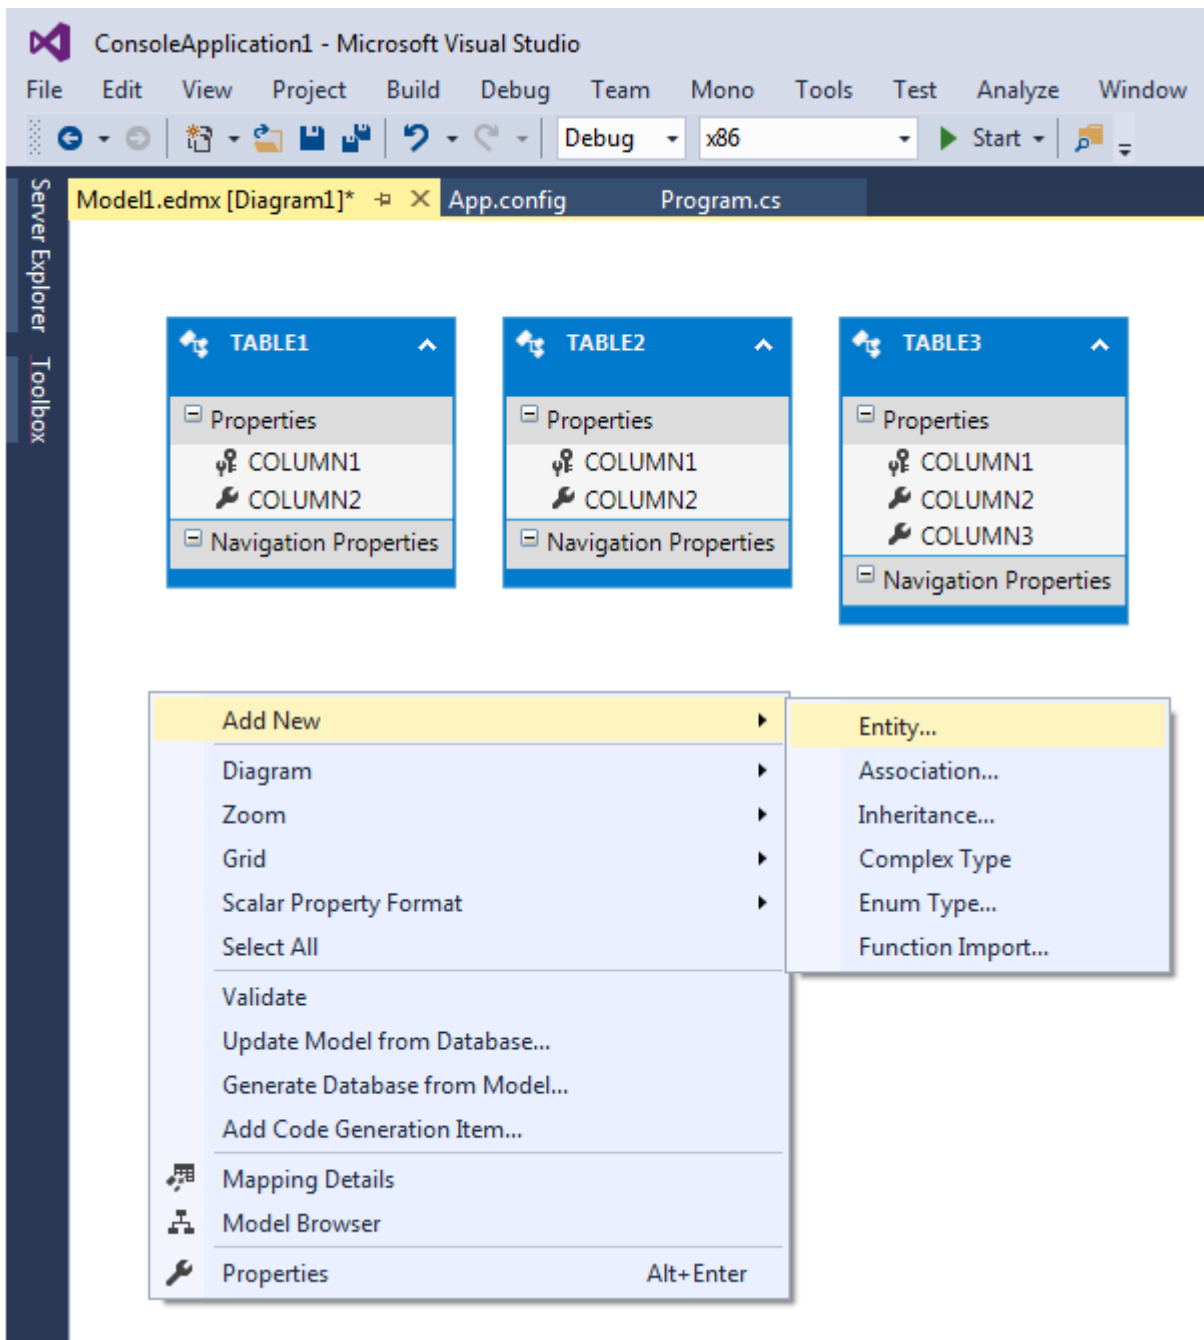 ConsoleApplication1 - Microsoft Visual Studio
File Edit View Project Build Debug Team Mono Tools Test Analyze Window
Debug x86 Start
Server Explorer
Toolbox
Model1.edmx [Diagram1]* App.config Program.cs
TABLE1
Properties
COLUMN1
COLUMN2
Navigation Properties
TABLE2
Properties
COLUMN1
COLUMN2
Navigation Properties
TABLE3
Properties
COLUMN1
COLUMN2
COLUMN3
Navigation Properties
Add New
Diagram
Zoom
Grid
Scalar Property Format
Select All
Validate
Update Model from Database...
Generate Database from Model...
Add Code Generation Item...
Mapping Details
Model Browser
Properties Alt+Enter
Entity...
Association...
Inheritance...
Complex Type
Enum Type...
Function Import...